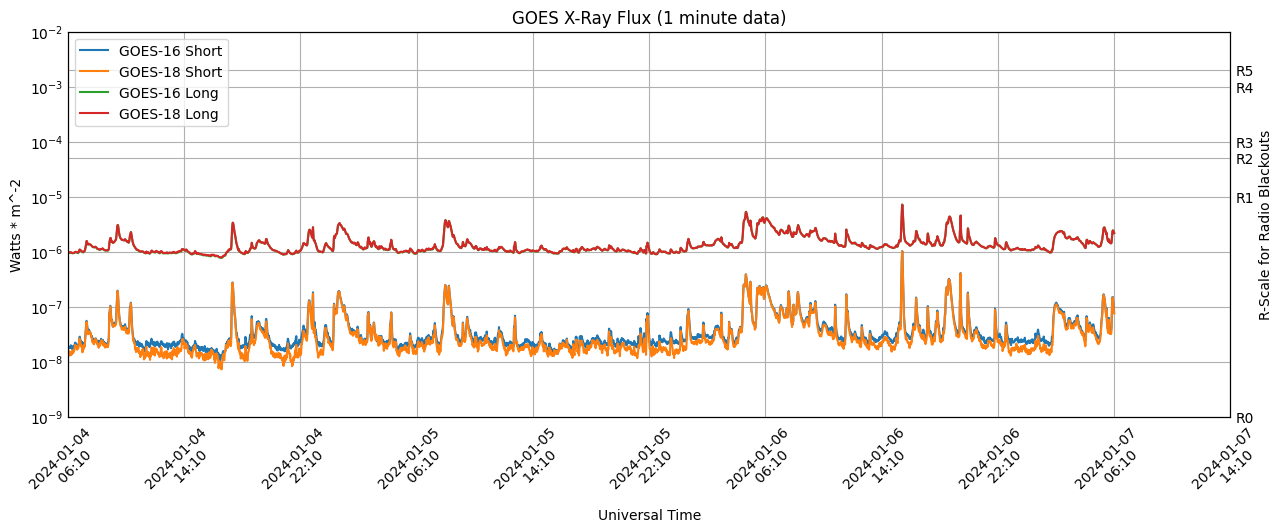 GOES X-Ray Flux (1 minute data)
GOES-16 Short
GOES-18 Short
GOES-16 Long
GOES-18 Long
10^-2
10^-3
10^-4
10^-5
10^-6
10^-7
10^-8
10^-9
Watts * m^-2
R5
R4
R3
R2
R1
R0
R-Scale for Radio Blackouts
2024-01-04
06:10
2024-01-04
14:10
2024-01-04
22:10
2024-01-05
06:10
2024-01-05
14:10
2024-01-05
22:10
2024-01-06
06:10
2024-01-06
14:10
2024-01-06
22:10
2024-01-07
06:10
2024-01-07
14:10
Universal Time